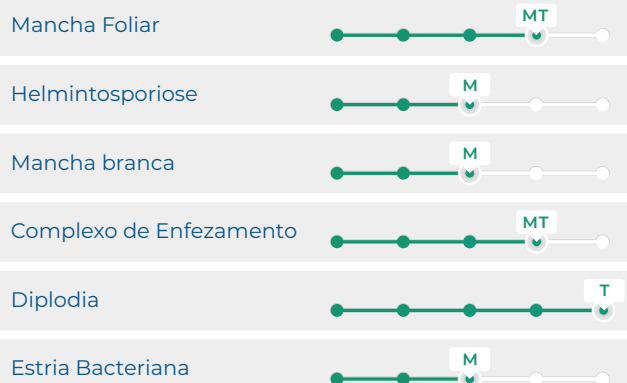 Mancha Foliar MT
Helmintosporiose M
Mancha branca M
Complexo de Enfezamento MT
Diplodia T
Estria Bacteriana M